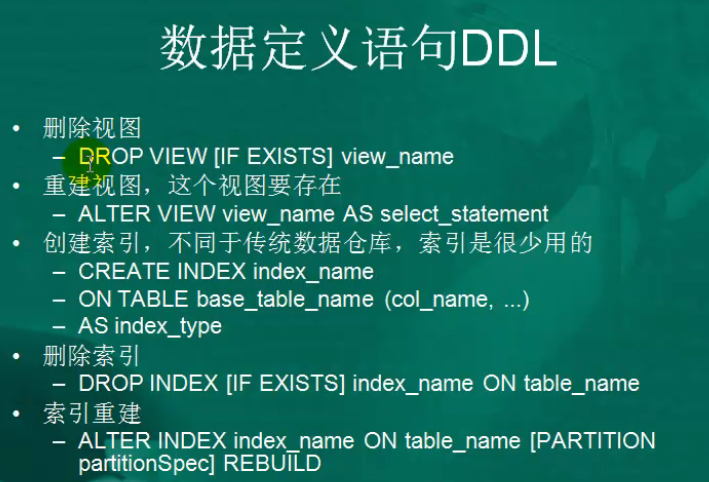 数据定义语句DDL
• 删除视图
– DROP VIEW [IF EXISTS] view_name
• 重建视图，这个视图要存在
– ALTER VIEW view_name AS select_statement
• 创建索引，不同于传统数据仓库，索引是很少用的
– CREATE INDEX index_name
– ON TABLE base_table_name (col_name, ...)
– AS index_type
• 删除索引
– DROP INDEX [IF EXISTS] index_name ON table_name
• 索引重建
– ALTER INDEX index_name ON table_name [PARTITION
partitionSpec] REBUILD